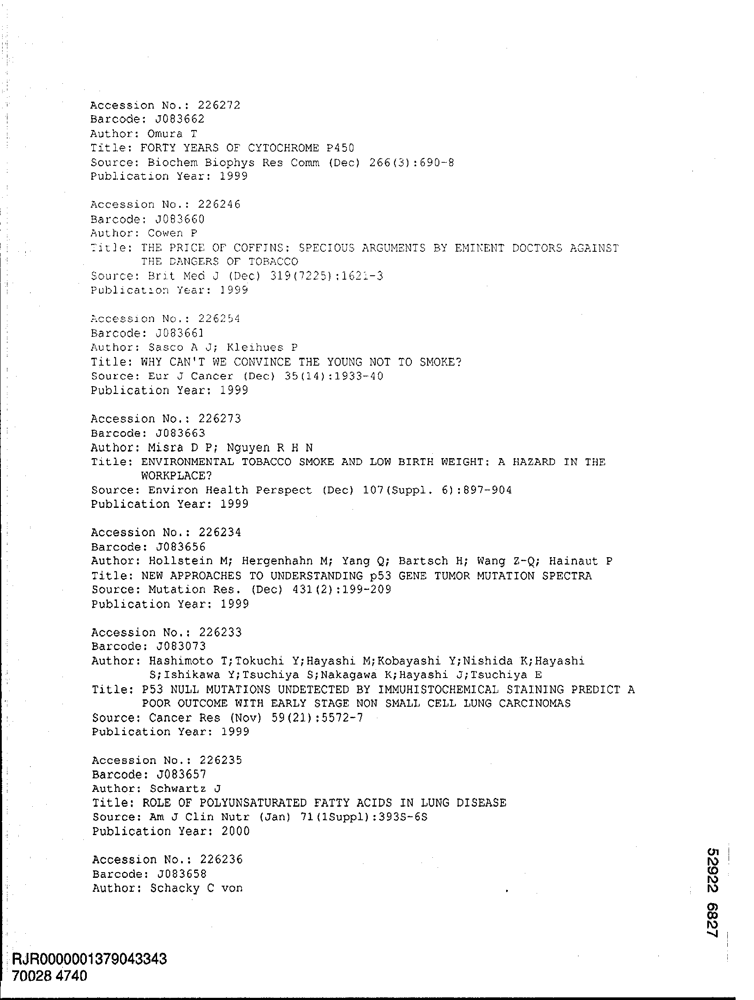 Accession No.: 226272
Barcode: J083662
Author: Omura T
Title: FORTY YEARS OF CYTOCHROME P450
Source: Biochem Biophys Res Comm (Dec) 266(3):690-8
Publication Year: 1999
Accession No.: 226246
Barcode: J083660
Author: Cowen P
Title: THE PRICE OF COFFINS: SPECIOUS ARGUMENTS BY EMINENT DOCTORS AGAINST
THE DANGERS OF TOBACCO
Source: Brit Med J (Dec) 319(7225):1621-3
Publication Year: 1999
Accession No.: 226254
Barcode: J083661
Author: Sasco A J; Kleihues P
Title: WHY CAN'T WE CONVINCE THE YOUNG NOT TO SMOKE?
Source: Eur J Cancer (Dec) 35(14):1933-40
Publication Year: 1999
Accession No.: 226273
Barcode: J083663
Author: Misra D P; Nguyen R H N
Title: ENVIRONMENTAL TOBACCO SMOKE AND LOW BIRTH WEIGHT: A HAZARD IN THE
WORKPLACE?
Source: Environ Health Perspect (Dec) 107(Suppl. 6):897-904
Publication Year: 1999
Accession No.: 226234
Barcode: J083656
Author: Hollstein M; Hergenhahn M; Yang Q; Bartsch H; Wang Z-Q; Hainaut P
Title: NEW APPROACHES TO UNDERSTANDING p53 GENE TUMOR MUTATION SPECTRA
Source: Mutation Res. (Dec) 431(2):199-209
Publication Year: 1999
Accession No.: 226233
Barcode: J083073
Author: Hashimoto T;Tokuchi Y;Hayashi M;Kobayashi Y;Nishida K;Hayashi
S;Ishikawa Y;Tsuchiya S;Nakagawa K;Hayashi J;Tsuchiya E
Title: P53 NULL MUTATIONS UNDETECTED BY IMMUHISTOCHEMICAL STAINING PREDICT A
POOR OUTCOME WITH EARLY STAGE NON SMALL CELL LUNG CARCINOMAS
Source: Cancer Res (Nov) 59(21):5572-7
Publication Year: 1999
Accession No.: 226235
Barcode: J083657
Author: Schwartz J
Title: ROLE OF POLYUNSATURATED FATTY ACIDS IN LUNG DISEASE
Source: Am J Clin Nutr (Jan) 71(1Suppl):393S-6S
Publication Year: 2000
Accession No.: 226236
Barcode: J083658
Author: Schacky C von
52922 6827
RJR0000001379043343
70028 4740